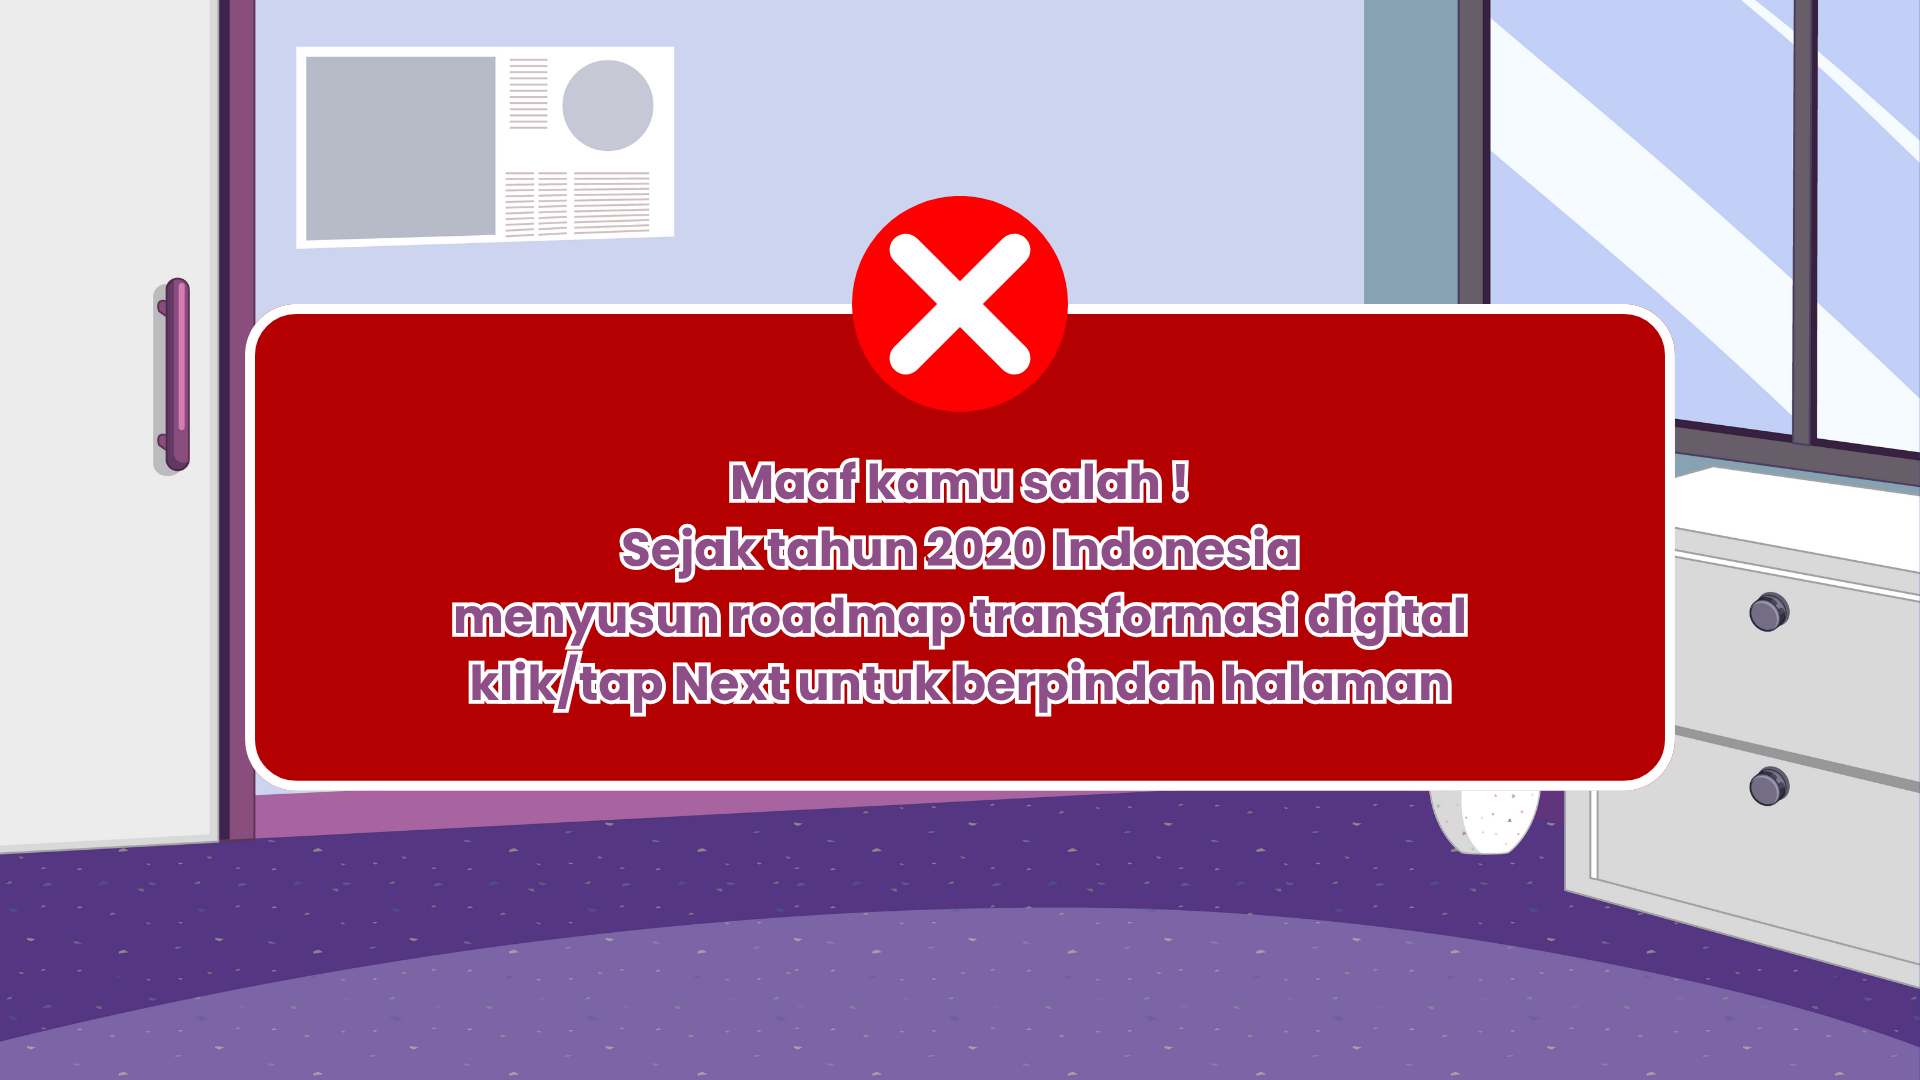 Maaf kamu salah !
Sejak tahun 2020 Indonesia
menyusun roadmap transformasi digital
klik/tap Next untuk berpindah halaman